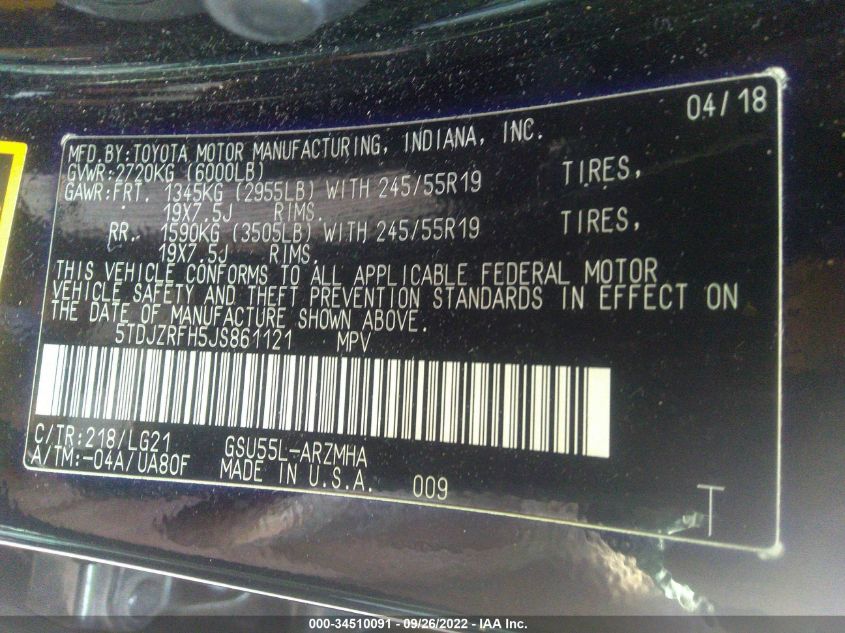 04/18
MFD.BY:TOYOTA MOTOR MANUFACTURING, INDIANA, INC.
GVWR:2720KG (6000LB)
GAWR:FRT. 1345KG (2955LB) WITH 245/55R19 TIRES,
19X7.5J RIMS.
RR. 1590KG (3505LB) WITH 245/55R19 TIRES,
19X7.5J RIMS.
THIS VEHICLE CONFORMS TO ALL APPLICABLE FEDERAL MOTOR
VEHICLE SAFETY AND THEFT PREVENTION STANDARDS IN EFFECT ON
THE DATE OF MANUFACTURE SHOWN ABOVE.
5TDJZRFH5JS861121 MPV
C/TR:218/LG21 GSU55L-ARZMHA
A/TM:-04A/UA80F MADE IN U.S.A. 009
T
000-34510091 - 09/26/2022 - IAA Inc.